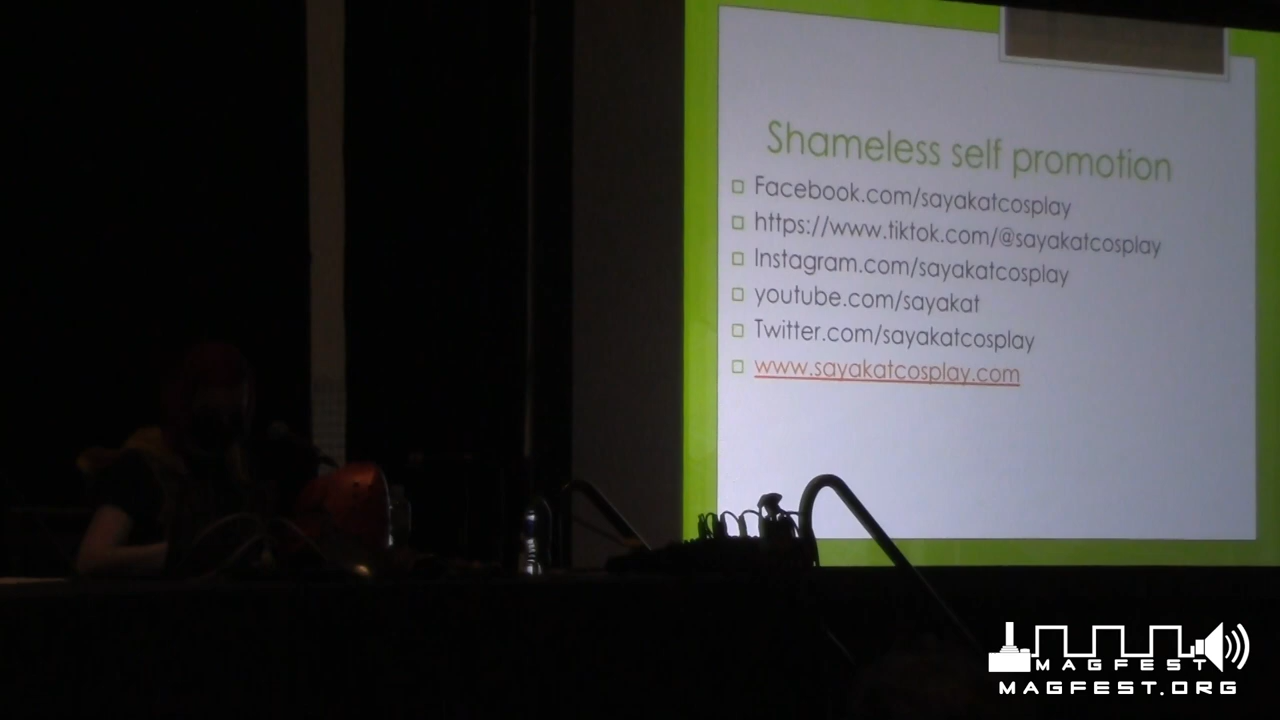 Shameless self promotion
Facebook.com/sayakatcosplay
https://www.tiktok.com/@sayakatcosplay
Instagram.com/sayakatcosplay
youtube.com/sayakat
Twitter.com/sayakatcosplay
www.sayakatcosplay.com
MAGFEST
MAGFEST.ORG